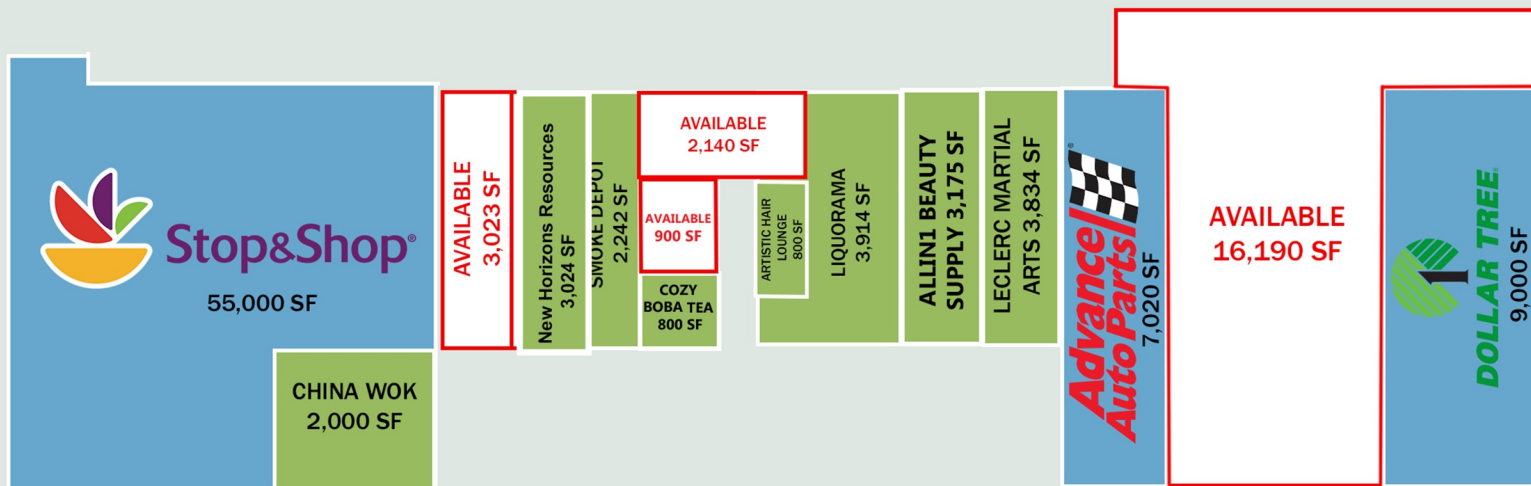 Stop&Shop®
55,000 SF
CHINA WOK
2,000 SF
AVAILABLE
3,023 SF
New Horizons Resources
3,024 SF
SMOKE DEPOT
2,242 SF
AVAILABLE
2,140 SF
AVAILABLE
900 SF
COZY
BOBA TEA
800 SF
ARTISTIC HAIR
LOUNGE
800 SF
LIQUORAMA
3,914 SF
ALLIN1 BEAUTY
SUPPLY 3,175 SF
LECLERC MARTIAL
ARTS 3,834 SF
Advance
Auto Parts
®
7,020 SF
AVAILABLE
16,190 SF
1
DOLLAR TREE
9,000 SF